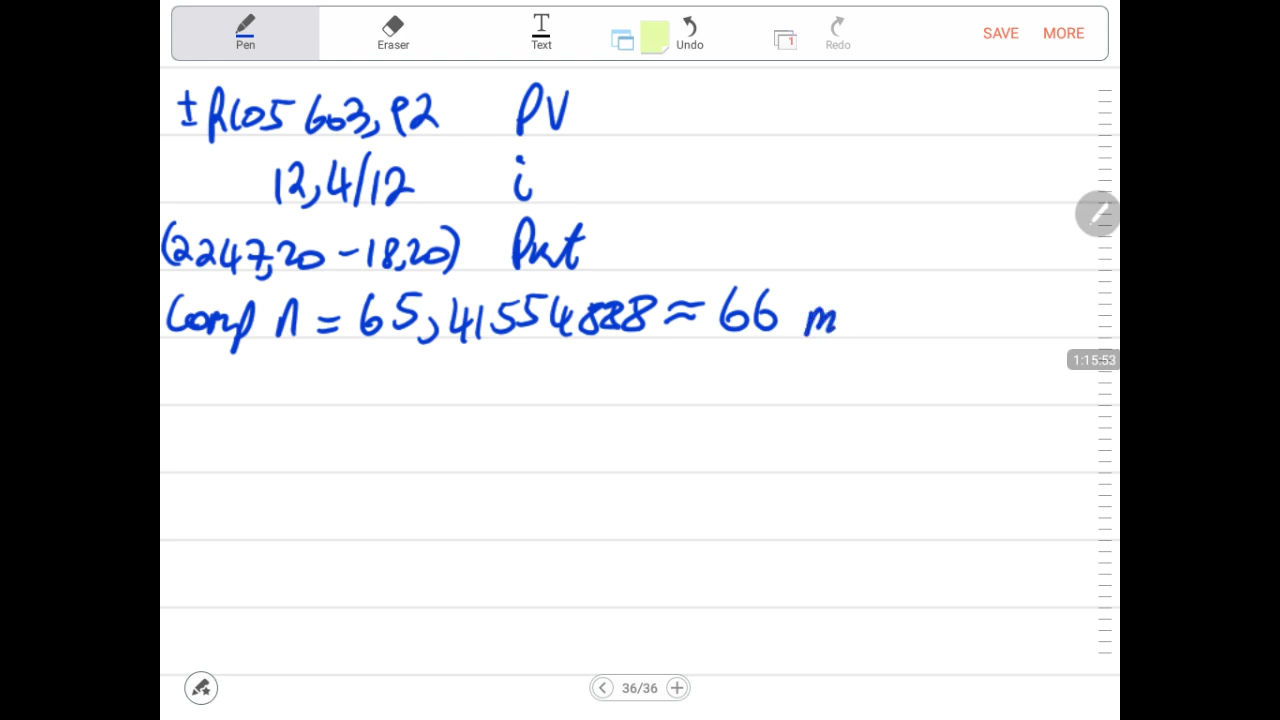 Pen Eraser Text Undo 1 Redo SAVE MORE
±R105 603,92 PV
12,4/12 i
(2247,20 - 18,20) Pmt
Comp n = 65,41554888 ≈ 66 m
1:15:53
36/36